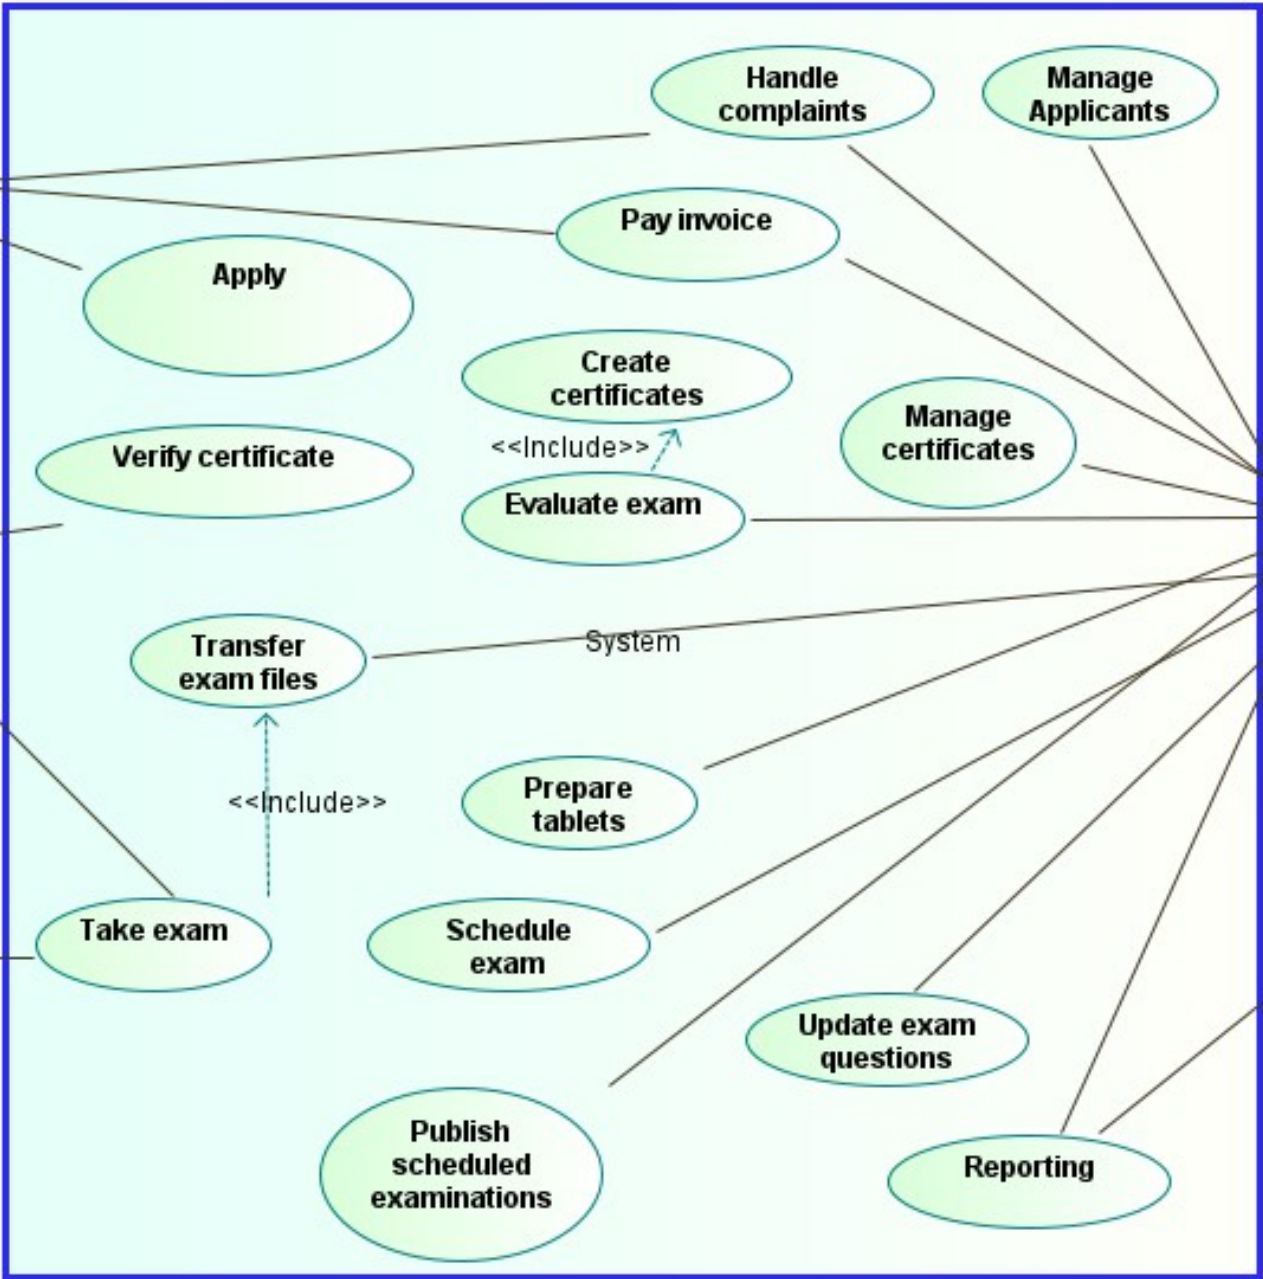 Handle
complaints
Manage
Applicants
Pay invoice
Apply
Create
certificates
Manage
certificates
<<Include>>
Verify certificate
Evaluate exam
Transfer
exam files
System
<<Include>>
Prepare
tablets
Take exam
Schedule
exam
Update exam
questions
Publish
scheduled
examinations
Reporting